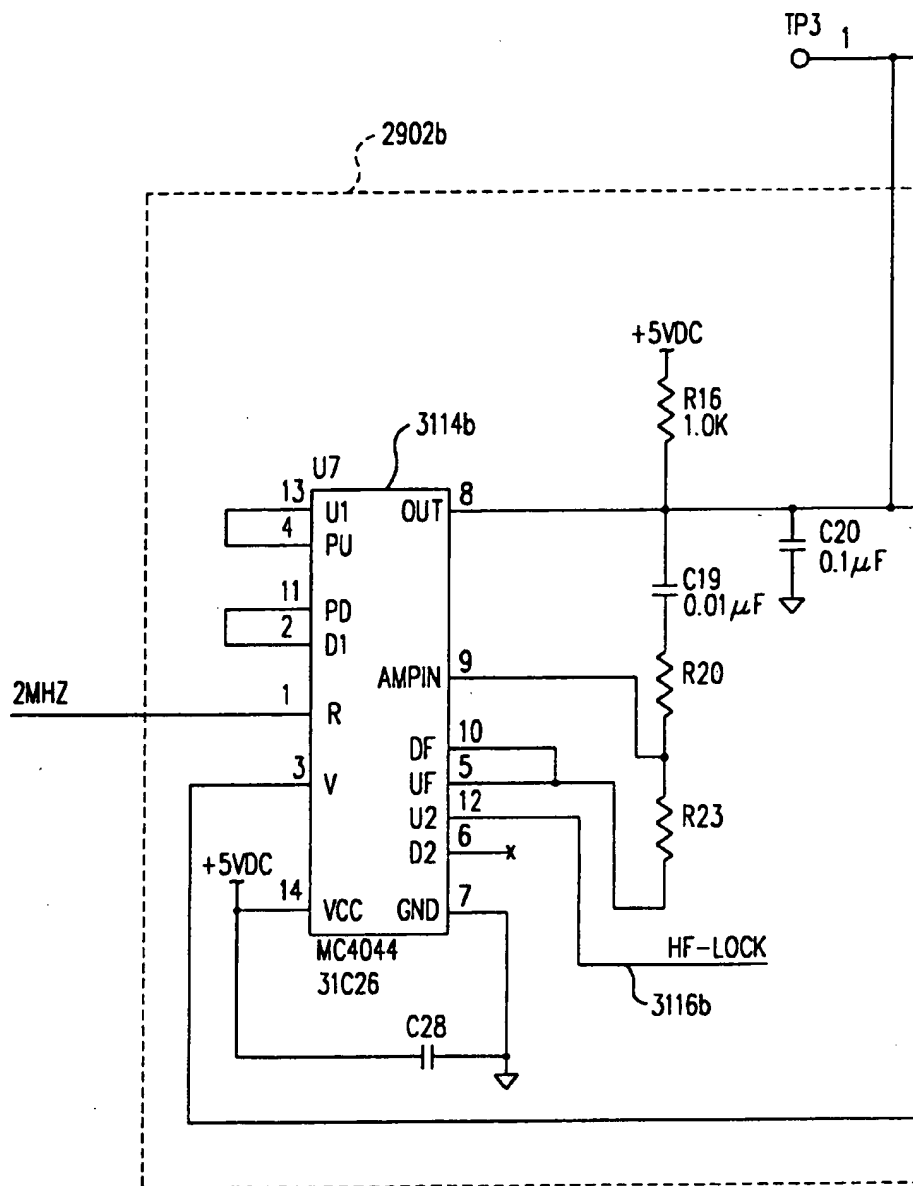 TP3 1
2902b
+5VDC
R16
1.0K
3114b
U7
13 U1 OUT 8
4 PU
C20
0.1µF
C19
0.01µF
11 PD
2 D1
AMPIN 9
R20
2MHZ 1 R
DF 10
3 V UF 5
U2 12
R23
D2 6
+5VDC
14 VCC GND 7
MC4044
31C26
HF-LOCK
3116b
C28